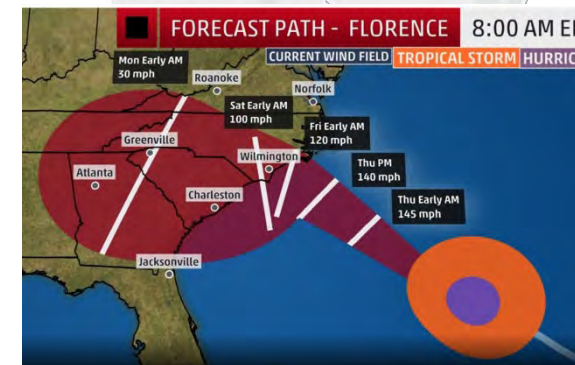 FORECAST PATH - FLORENCE
8:00 AM
CURRENT WIND FIELD
TROPICAL STORM
Mon Early AM
30 mph
Roanoke
Norfolk
Sat Early AM
100 mph
Fri Early AM
120 mph
Greenville
Wilmington
Thu PM
140 mph
Atlanta
Charleston
Thu Early AM
145 mph
Jacksonville